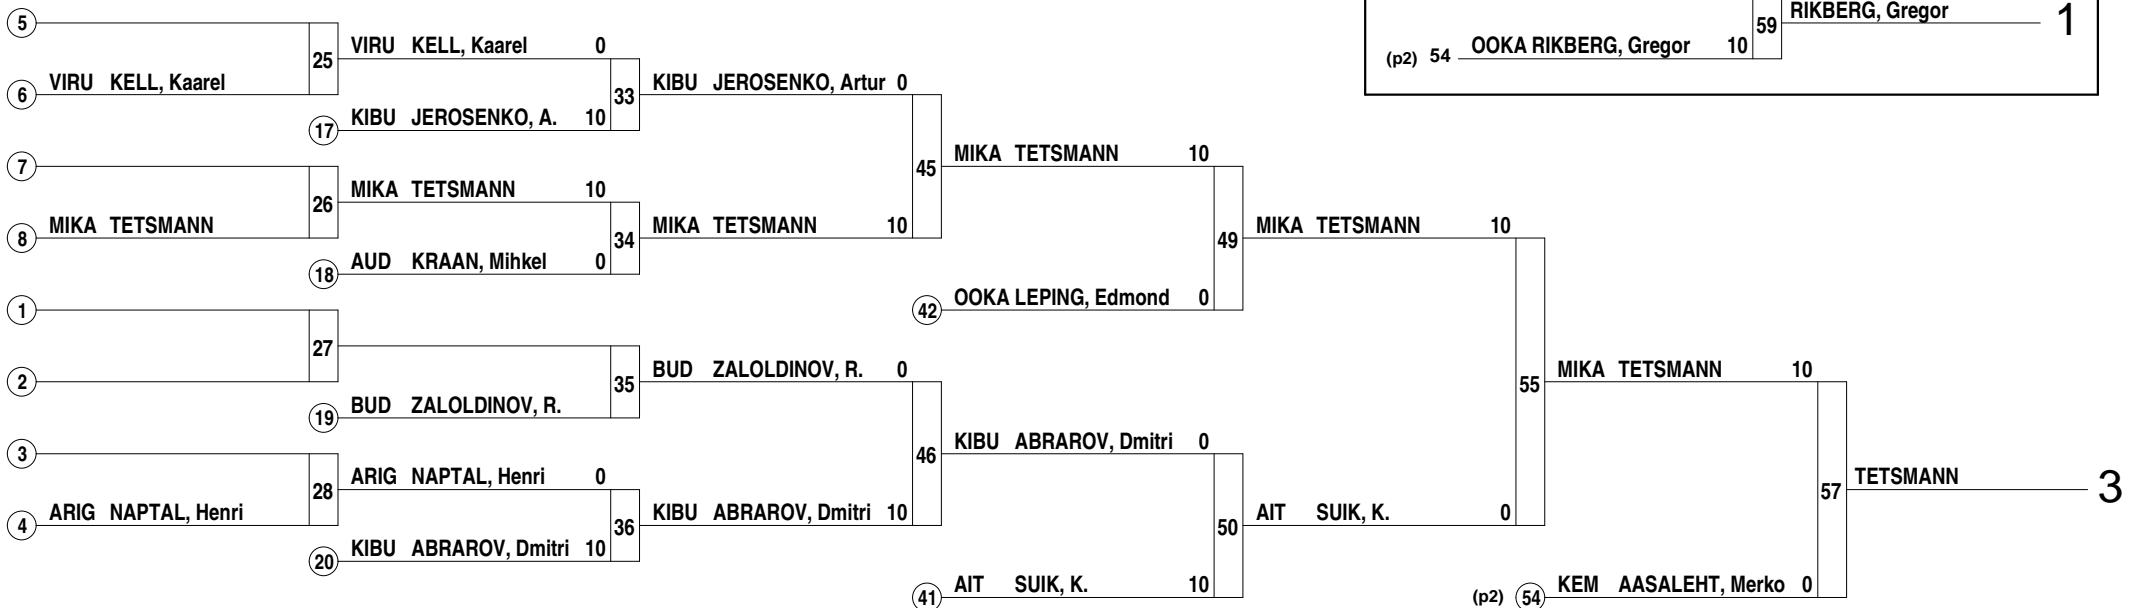 RIKBERG, Gregor 1
59
(p2) 54 OOKA RIKBERG, Gregor 10
5
25 VIRU KELL, Kaarel 0
6 VIRU KELL, Kaarel
33 KIBU JEROSENKO, Artur 0
17 KIBU JEROSENKO, A. 10
7
45 MIKA TETSMANN 10
26 MIKA TETSMANN 10
8 MIKA TETSMANN
34 MIKA TETSMANN 10
18 AUD KRAAN, Mihkel 0
49 MIKA TETSMANN 10
42 OOKA LEPING, Edmond 0
1
27
2
35 BUD ZALOLDINOV, R. 0
19 BUD ZALOLDINOV, R.
55 MIKA TETSMANN 10
3
46 KIBU ABRAROV, Dmitri 0
28 ARIG NAPTAL, Henri 0
4 ARIG NAPTAL, Henri
36 KIBU ABRAROV, Dmitri 10
20 KIBU ABRAROV, Dmitri 10
50 AIT SUIK, K. 0
41 AIT SUIK, K. 10
57 TETSMANN 3
(p2) 54 KEM AASALEHT, Merko 0